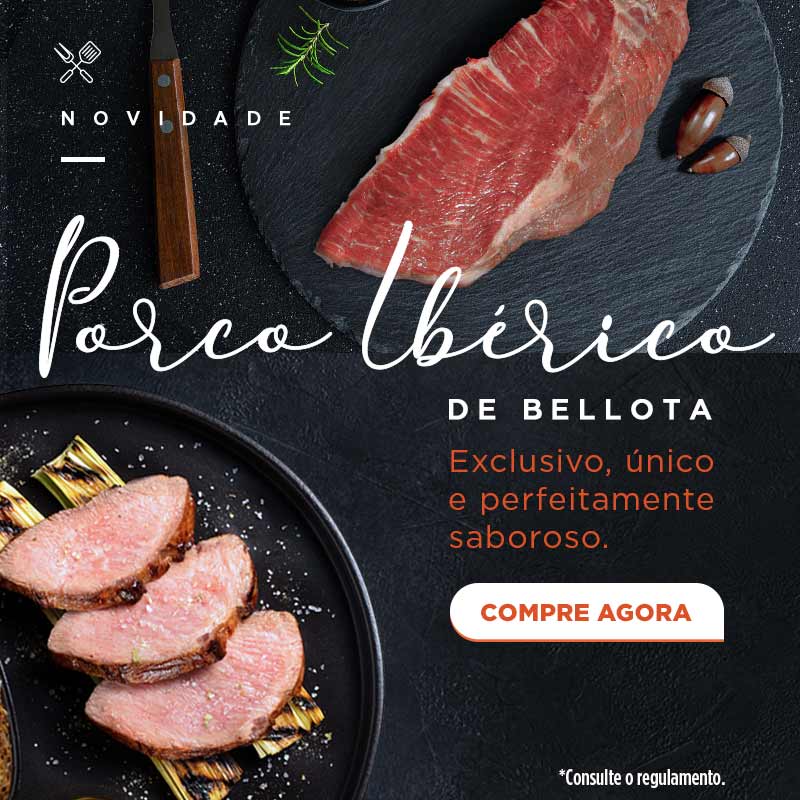 NOVIDADE
Porco Ibérico
DE BELLOTA
Exclusivo, único
e perfeitamente
saboroso.
COMPRE AGORA
*Consulte o regulamento.